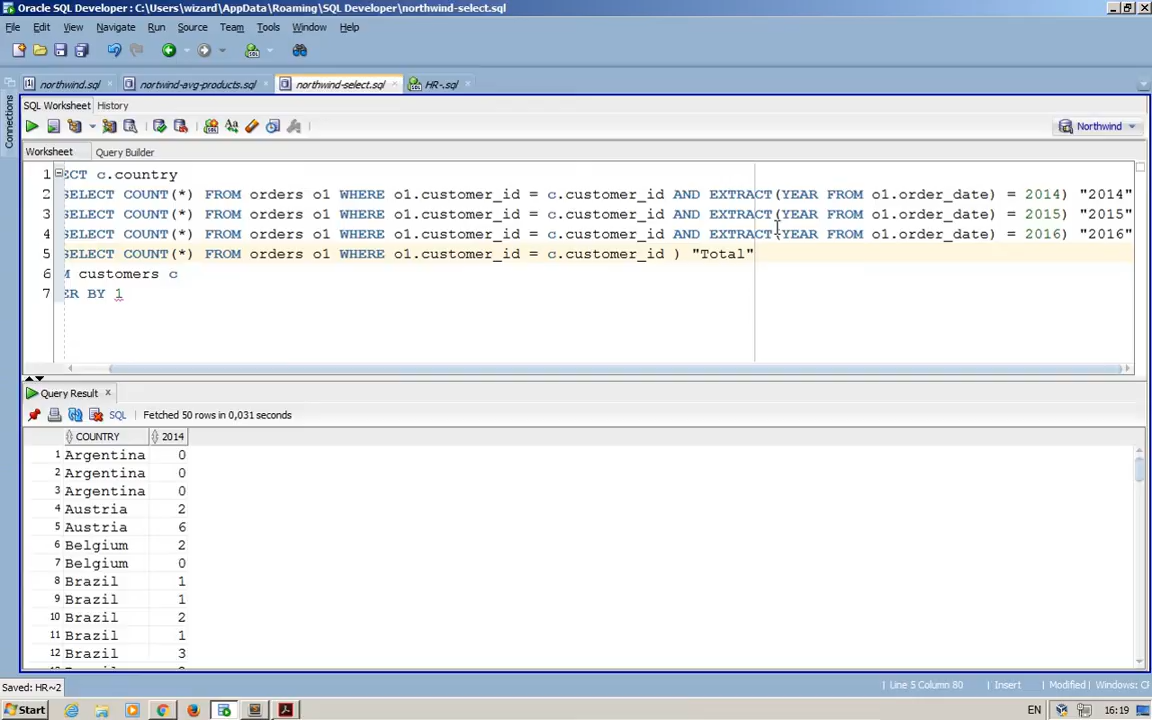 Oracle SQL Developer : C:\Users\wizard\AppData\Roaming\SQL Developer\northwind-select.sql
File Edit View Navigate Run Source Team Tools Window Help
northwind.sql nortwind-avg-products.sql northwind-select.sql HR-.sql
SQL Worksheet History
Northwind
Worksheet Query Builder
1 ECT c.country
2 SELECT COUNT(*) FROM orders o1 WHERE o1.customer_id = c.customer_id AND EXTRACT(YEAR FROM o1.order_date) = 2014) "2014"
3 SELECT COUNT(*) FROM orders o1 WHERE o1.customer_id = c.customer_id AND EXTRACT(YEAR FROM o1.order_date) = 2015) "2015"
4 SELECT COUNT(*) FROM orders o1 WHERE o1.customer_id = c.customer_id AND EXTRACT(YEAR FROM o1.order_date) = 2016) "2016"
5 SELECT COUNT(*) FROM orders o1 WHERE o1.customer_id = c.customer_id ) "Total"
6 M customers c
7 ER BY 1
Connections
Query Result
SQL Fetched 50 rows in 0,031 seconds
COUNTRY 2014
1 Argentina 0
2 Argentina 0
3 Argentina 0
4 Austria 2
5 Austria 6
6 Belgium 2
7 Belgium 0
8 Brazil 1
9 Brazil 1
10 Brazil 2
11 Brazil 1
12 Brazil 3
Saved: HR~2 Line 5 Column 80 Insert Modified Windows: CF
Start EN 16:19